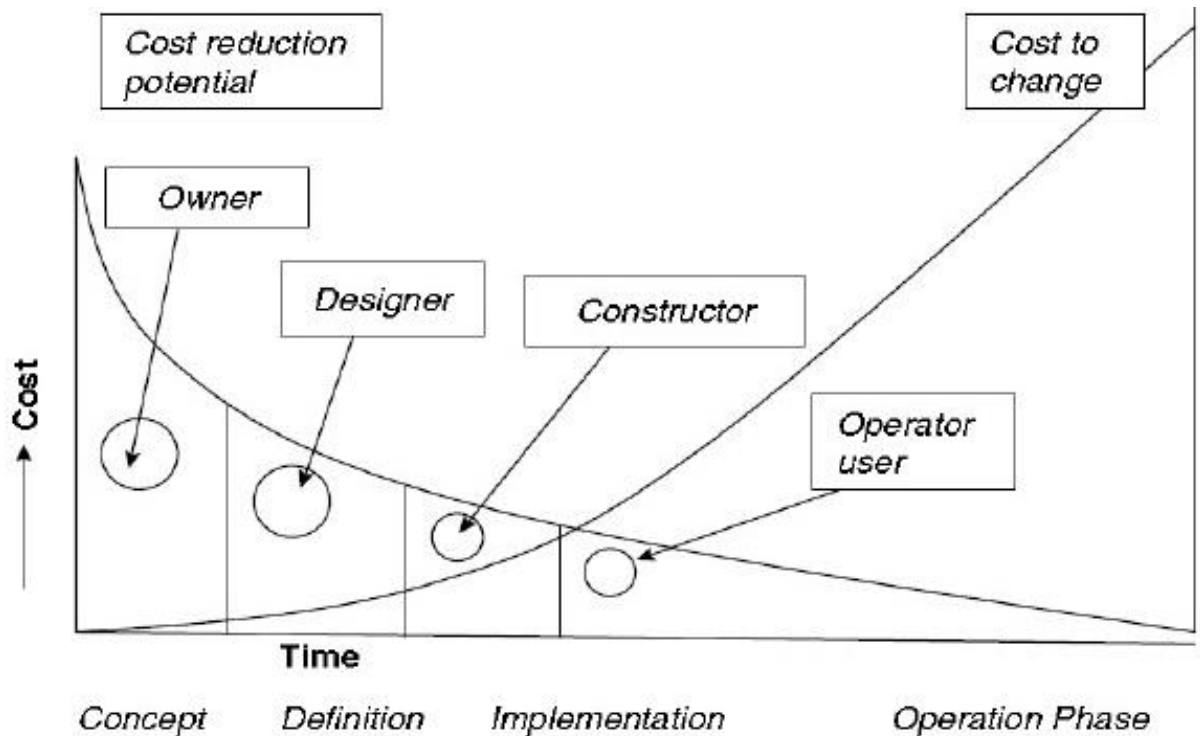 Cost reduction
potential
Cost to
change
Owner
Designer
Constructor
Operator
user
Cost
Time
Concept
Definition
Implementation
Operation Phase